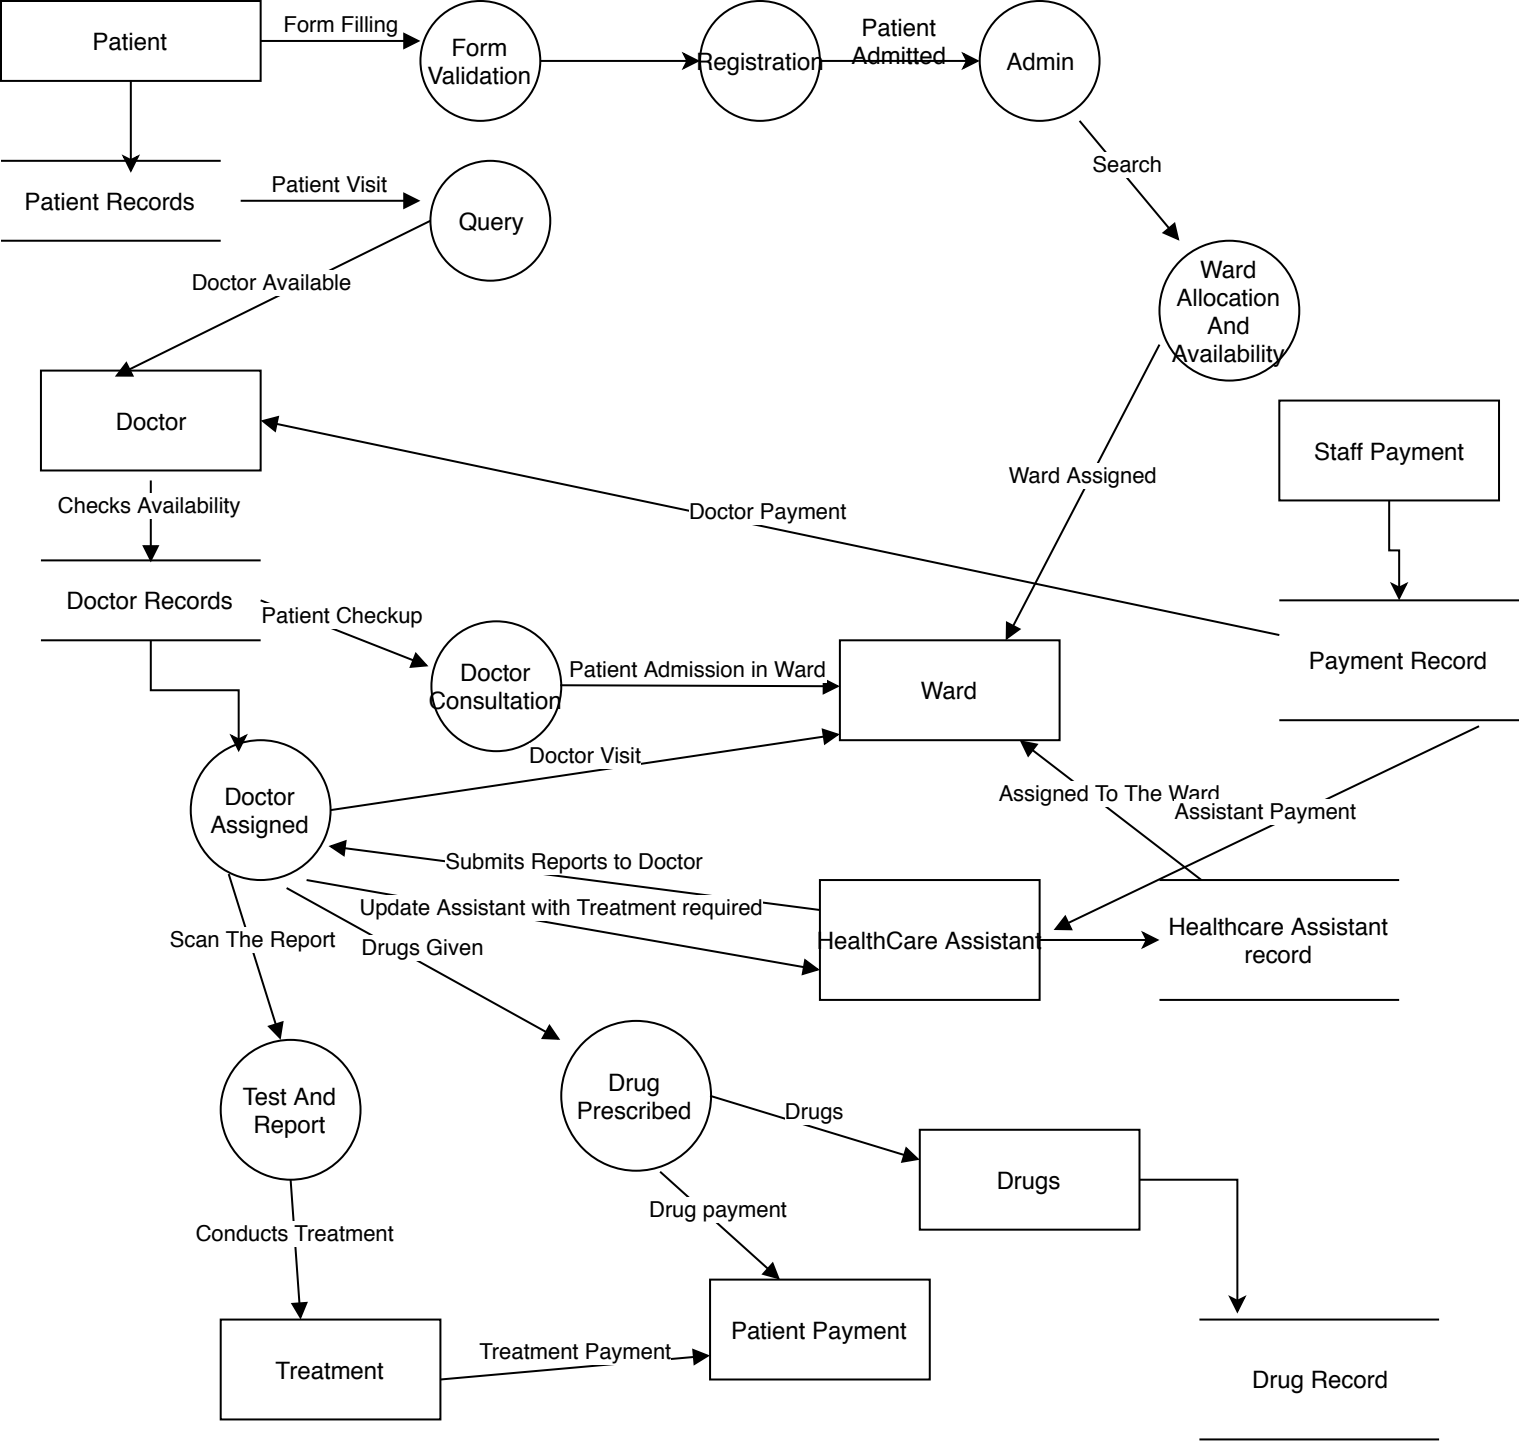 Patient
Form Filling
Form
Validation
Registration
Patient
Admitted
Admin
Search
Patient Records
Patient Visit
Query
Doctor Available
Ward
Allocation
And
Availability
Doctor
Staff Payment
Ward Assigned
Checks Availability
Doctor Payment
Doctor Records
Patient Checkup
Doctor
Consultation
Patient Admission in Ward
Ward
Payment Record
Doctor Visit
Doctor
Assigned
Assigned To The Ward
Assistant Payment
Submits Reports to Doctor
Update Assistant with Treatment required
Scan The Report
Drugs Given
HealthCare Assistant
Healthcare Assistant
record
Test And
Report
Drug
Prescribed
Drugs
Drugs
Drug payment
Conducts Treatment
Patient Payment
Treatment
Treatment Payment
Drug Record